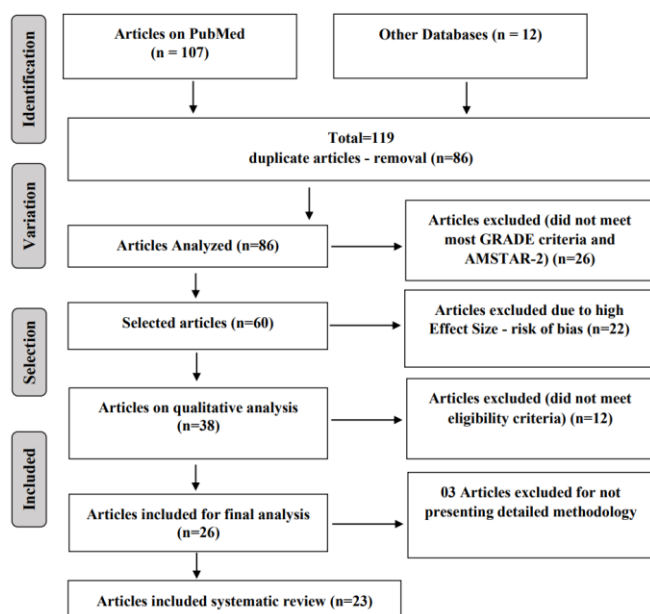 Identification
Articles on PubMed
(n = 107)
Other Databases (n = 12)
Total=119
duplicate articles - removal (n=86)
Variation
Articles Analyzed (n=86)
Articles excluded (did not meet
most GRADE criteria and
AMSTAR-2) (n=26)
Selection
Selected articles (n=60)
Articles excluded due to high
Effect Size - risk of bias (n=22)
Articles on qualitative analysis
(n=38)
Articles excluded (did not meet
eligibility criteria) (n=12)
Included
Articles included for final analysis
(n=26)
03 Articles excluded for not
presenting detailed methodology
Articles included systematic review (n=23)